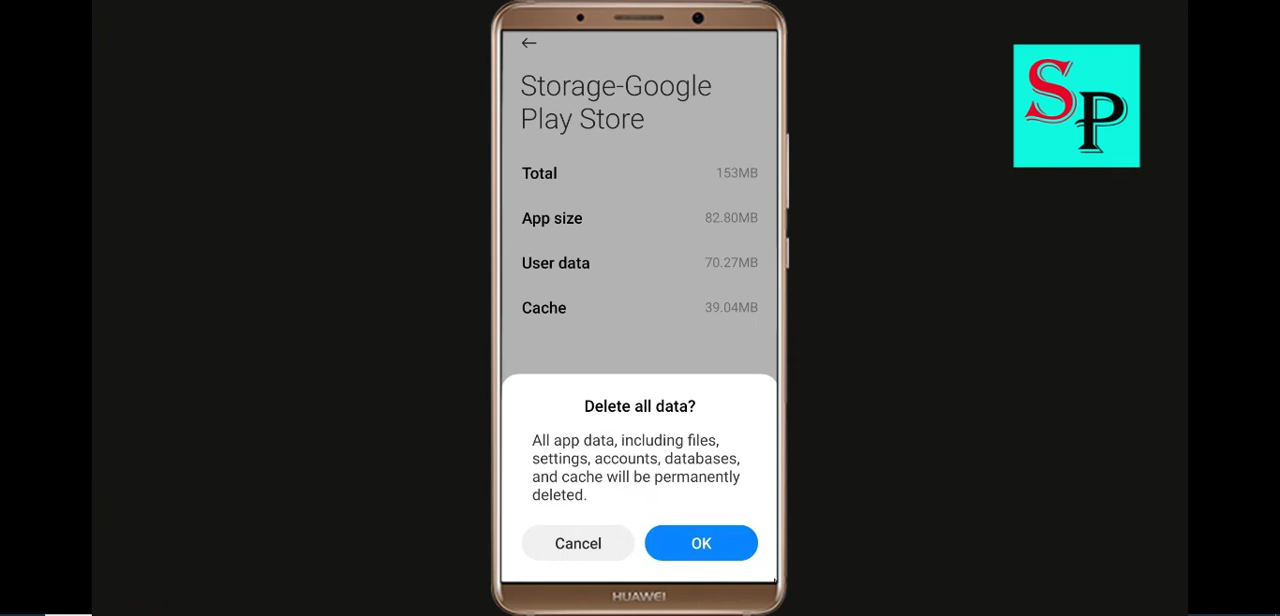 Storage-Google
Play Store
Total 153MB
App size 82.80MB
User data 70.27MB
Cache 39.04MB
Delete all data?
All app data, including files,
settings, accounts, databases,
and cache will be permanently
deleted.
Cancel OK
HUAWEI
SP